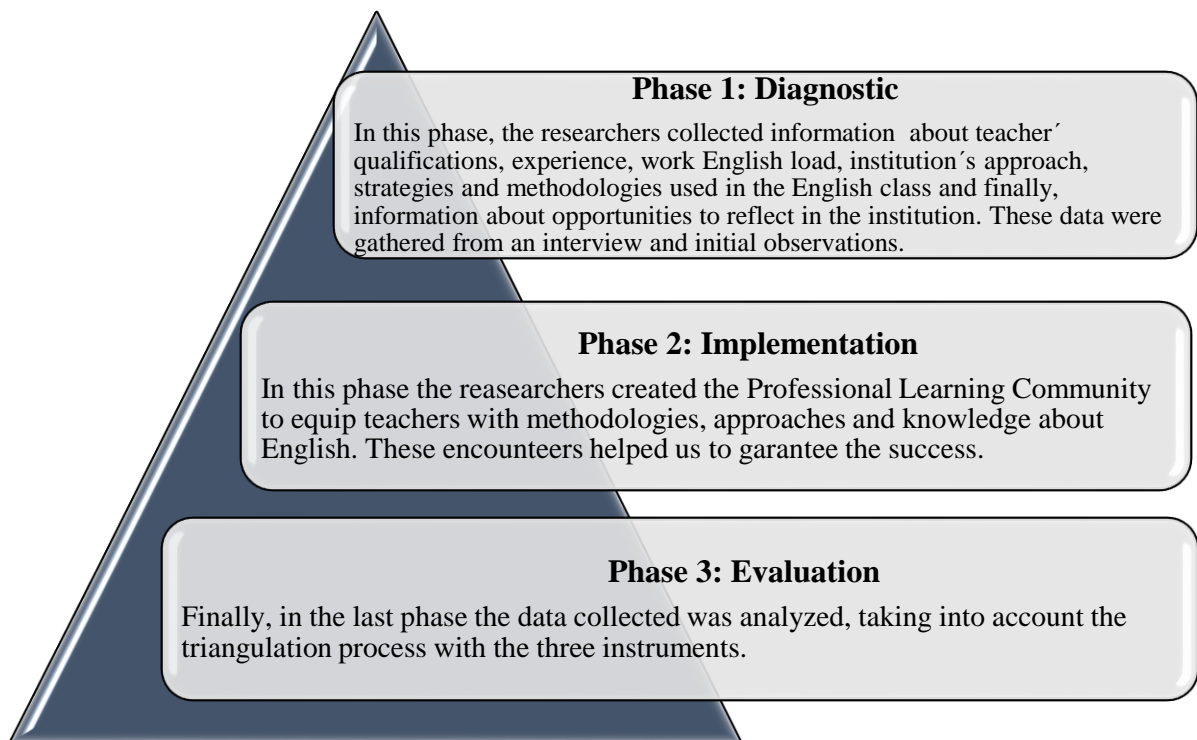 Phase 1: Diagnostic
In this phase, the researchers collected information  about teacher´
qualifications, experience, work English load, institution´s approach,
strategies and methodologies used in the English class and finally,
information about opportunities to reflect in the institution. These data were
gathered from an interview and initial observations.
Phase 2: Implementation
In this phase the reasearchers created the Professional Learning Community
to equip teachers with methodologies, approaches and knowledge about
English. These encounteers helped us to garantee the success.
Phase 3: Evaluation
Finally, in the last phase the data collected was analyzed, taking into account the
triangulation process with the three instruments.